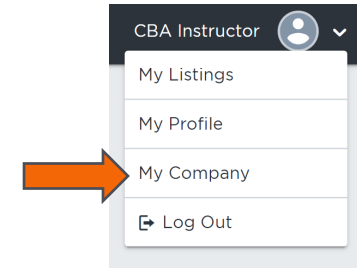 CBA Instructor
My Listings
My Profile
My Company
Log Out